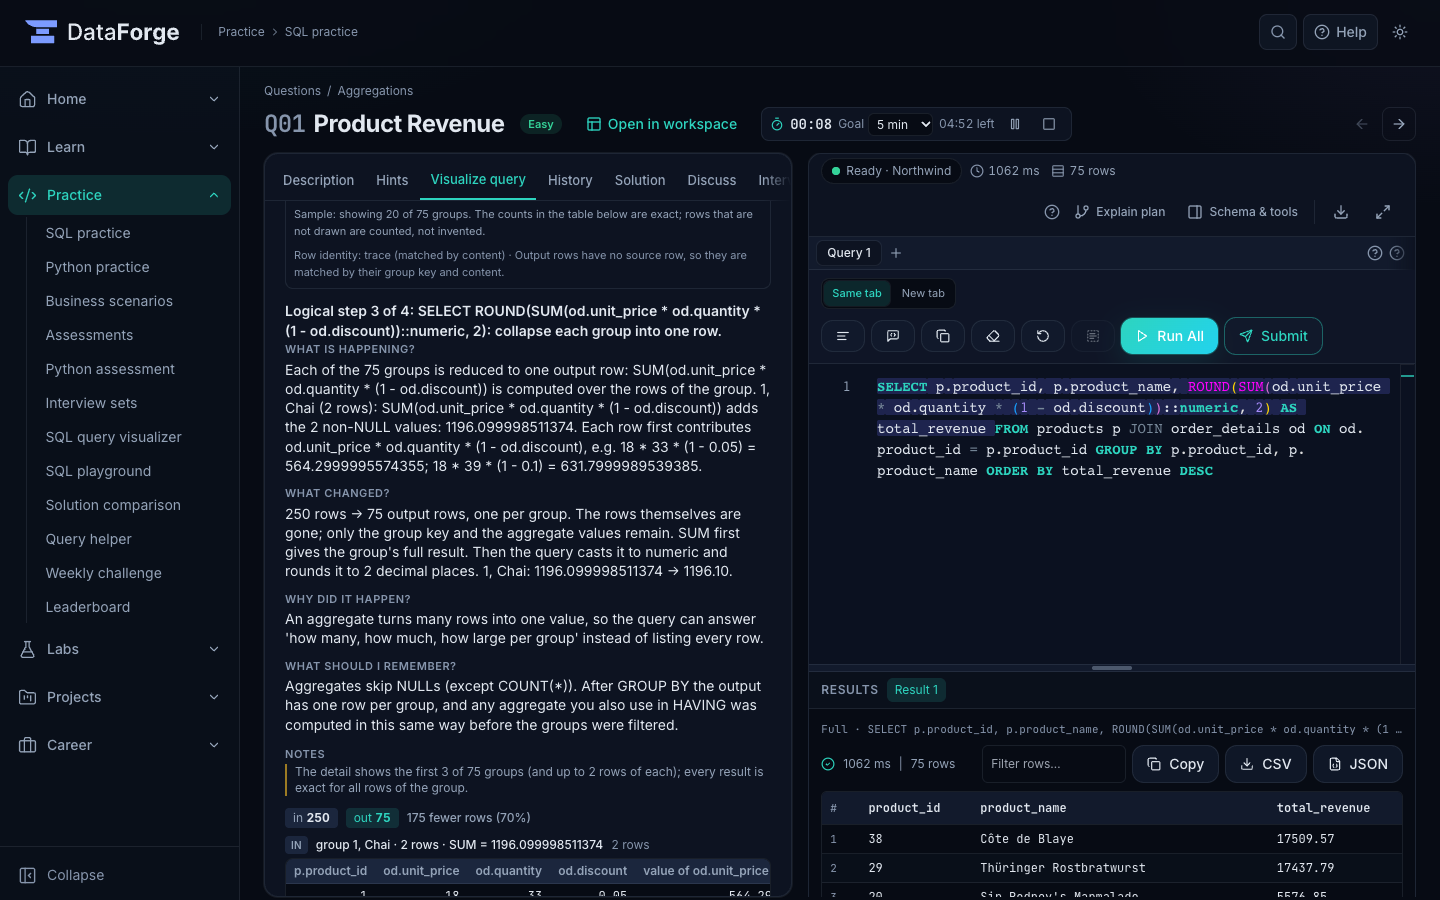 DataForge
Practice > SQL practice
Help
Home
Learn
Practice
SQL practice
Python practice
Business scenarios
Assessments
Python assessment
Interview sets
SQL query visualizer
SQL playground
Solution comparison
Query helper
Weekly challenge
Leaderboard
Labs
Projects
Career
Collapse
Questions / Aggregations
Q01 Product Revenue
Easy
Open in workspace
00:08 Goal 5 min 04:52 left
Description Hints Visualize query History Solution Discuss
Sample: showing 20 of 75 groups. The counts in the table below are exact; rows that are
not drawn are counted, not invented.
Row identity: trace (matched by content) · Output rows have no source row, so they are
matched by their group key and content.
Logical step 3 of 4: SELECT ROUND(SUM(od.unit_price * od.quantity *
(1 - od.discount))::numeric, 2): collapse each group into one row.
WHAT IS HAPPENING?
Each of the 75 groups is reduced to one output row: SUM(od.unit_price *
od.quantity * (1 - od.discount)) is computed over the rows of the group. 1,
Chai (2 rows): SUM(od.unit_price * od.quantity * (1 - od.discount)) adds
the 2 non-NULL values: 1196.099998511374. Each row first contributes
od.unit_price * od.quantity * (1 - od.discount), e.g. 18 * 33 * (1 - 0.05) =
564.2999995574355; 18 * 39 * (1 - 0.1) = 631.7999989539385.
WHAT CHANGED?
250 rows → 75 output rows, one per group. The rows themselves are
gone; only the group key and the aggregate values remain. SUM first
gives the group's full result. Then the query casts it to numeric and
rounds it to 2 decimal places. 1, Chai: 1196.099998511374 → 1196.10.
WHY DID IT HAPPEN?
An aggregate turns many rows into one value, so the query can answer
'how many, how much, how large per group' instead of listing every row.
WHAT SHOULD I REMEMBER?
Aggregates skip NULLs (except COUNT(*)). After GROUP BY the output
has one row per group, and any aggregate you also use in HAVING was
computed in this same way before the groups were filtered.
NOTES
The detail shows the first 3 of 75 groups (and up to 2 rows of each); every result is
exact for all rows of the group.
in 250 out 75 175 fewer rows (70%)
IN group 1, Chai · 2 rows · SUM = 1196.099998511374 2 rows
p.product_id od.unit_price od.quantity od.discount value of od.unit_price
1 18 33 0.05 564.29
Ready · Northwind 1062 ms 75 rows
Explain plan Schema & tools
Query 1
Same tab New tab
Run All Submit
1 SELECT p.product_id, p.product_name, ROUND(SUM(od.unit_price
* od.quantity * (1 - od.discount))::numeric, 2) AS
total_revenue FROM products p JOIN order_details od ON od.
product_id = p.product_id GROUP BY p.product_id, p.
product_name ORDER BY total_revenue DESC
RESULTS Result 1
Full · SELECT p.product_id, p.product_name, ROUND(SUM(od.unit_price * od.quantity * (1 …
1062 ms | 75 rows Filter rows... Copy CSV JSON
# product_id product_name total_revenue
1 38 Côte de Blaye 17509.57
2 29 Thüringer Rostbratwurst 17437.79
3 20 Sir Rodney's Marmalade 5576.85